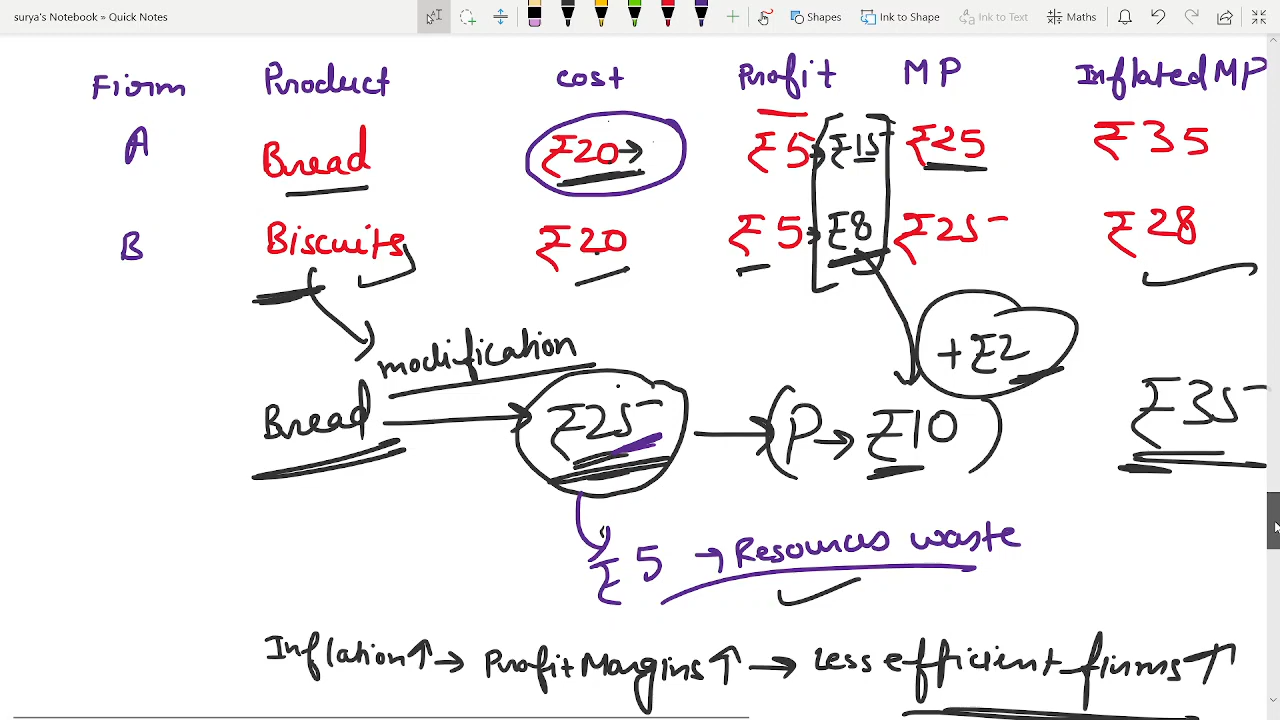 surya's Notebook » Quick Notes
Shapes Ink to Shape Ink to Text Maths
Firm Product cost Profit MP Inflated MP
A Bread ₹20→ ₹5→ ₹15 ₹25 ₹35
B Biscuits ₹20 ₹5→ ₹8 ₹25 ₹28
modification +₹2
Bread → ₹25 → (P → ₹10) ₹35
₹5 → Resources waste
Inflation↑ → Profit Margins↑ → Less efficient firms↑